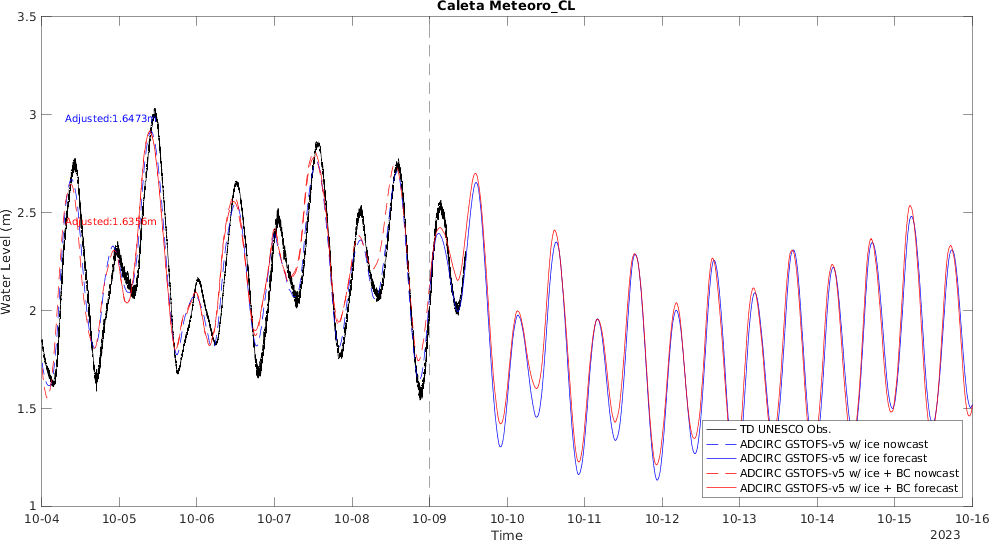 Caleta Meteoro_CL
3.5
3
2.5
2
1.5
1
Water Level (m)
Adjusted:1.6473m
Adjusted:1.6356m
TD UNESCO Obs.
ADCIRC GSTOFS-v5 w/ ice nowcast
ADCIRC GSTOFS-v5 w/ ice forecast
ADCIRC GSTOFS-v5 w/ ice + BC nowcast
ADCIRC GSTOFS-v5 w/ ice + BC forecast
10-04 10-05 10-06 10-07 10-08 10-09 10-10 10-11 10-12 10-13 10-14 10-15 10-16
Time
2023